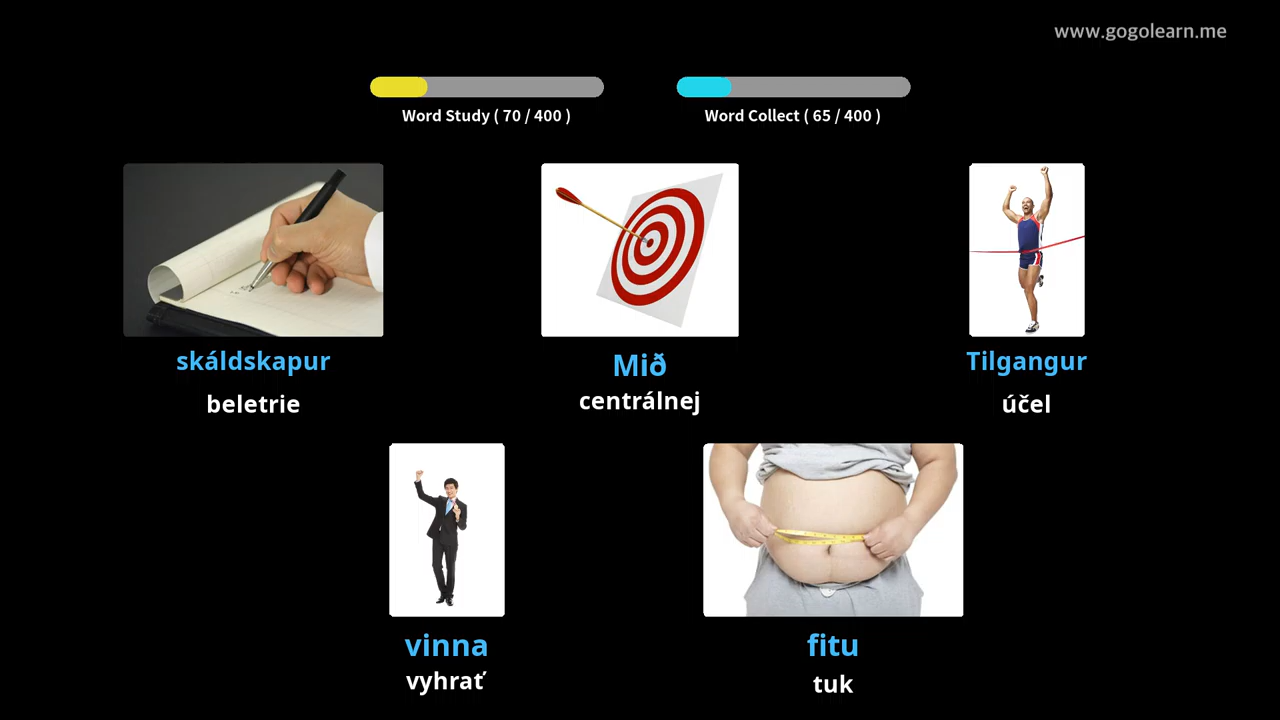 www.gogolearn.me
Word Study ( 70 / 400 )
Word Collect ( 65 / 400 )
skáldskapur
beletrie
Mið
centrálnej
Tilgangur
účel
vinna
vyhrať
fitu
tuk